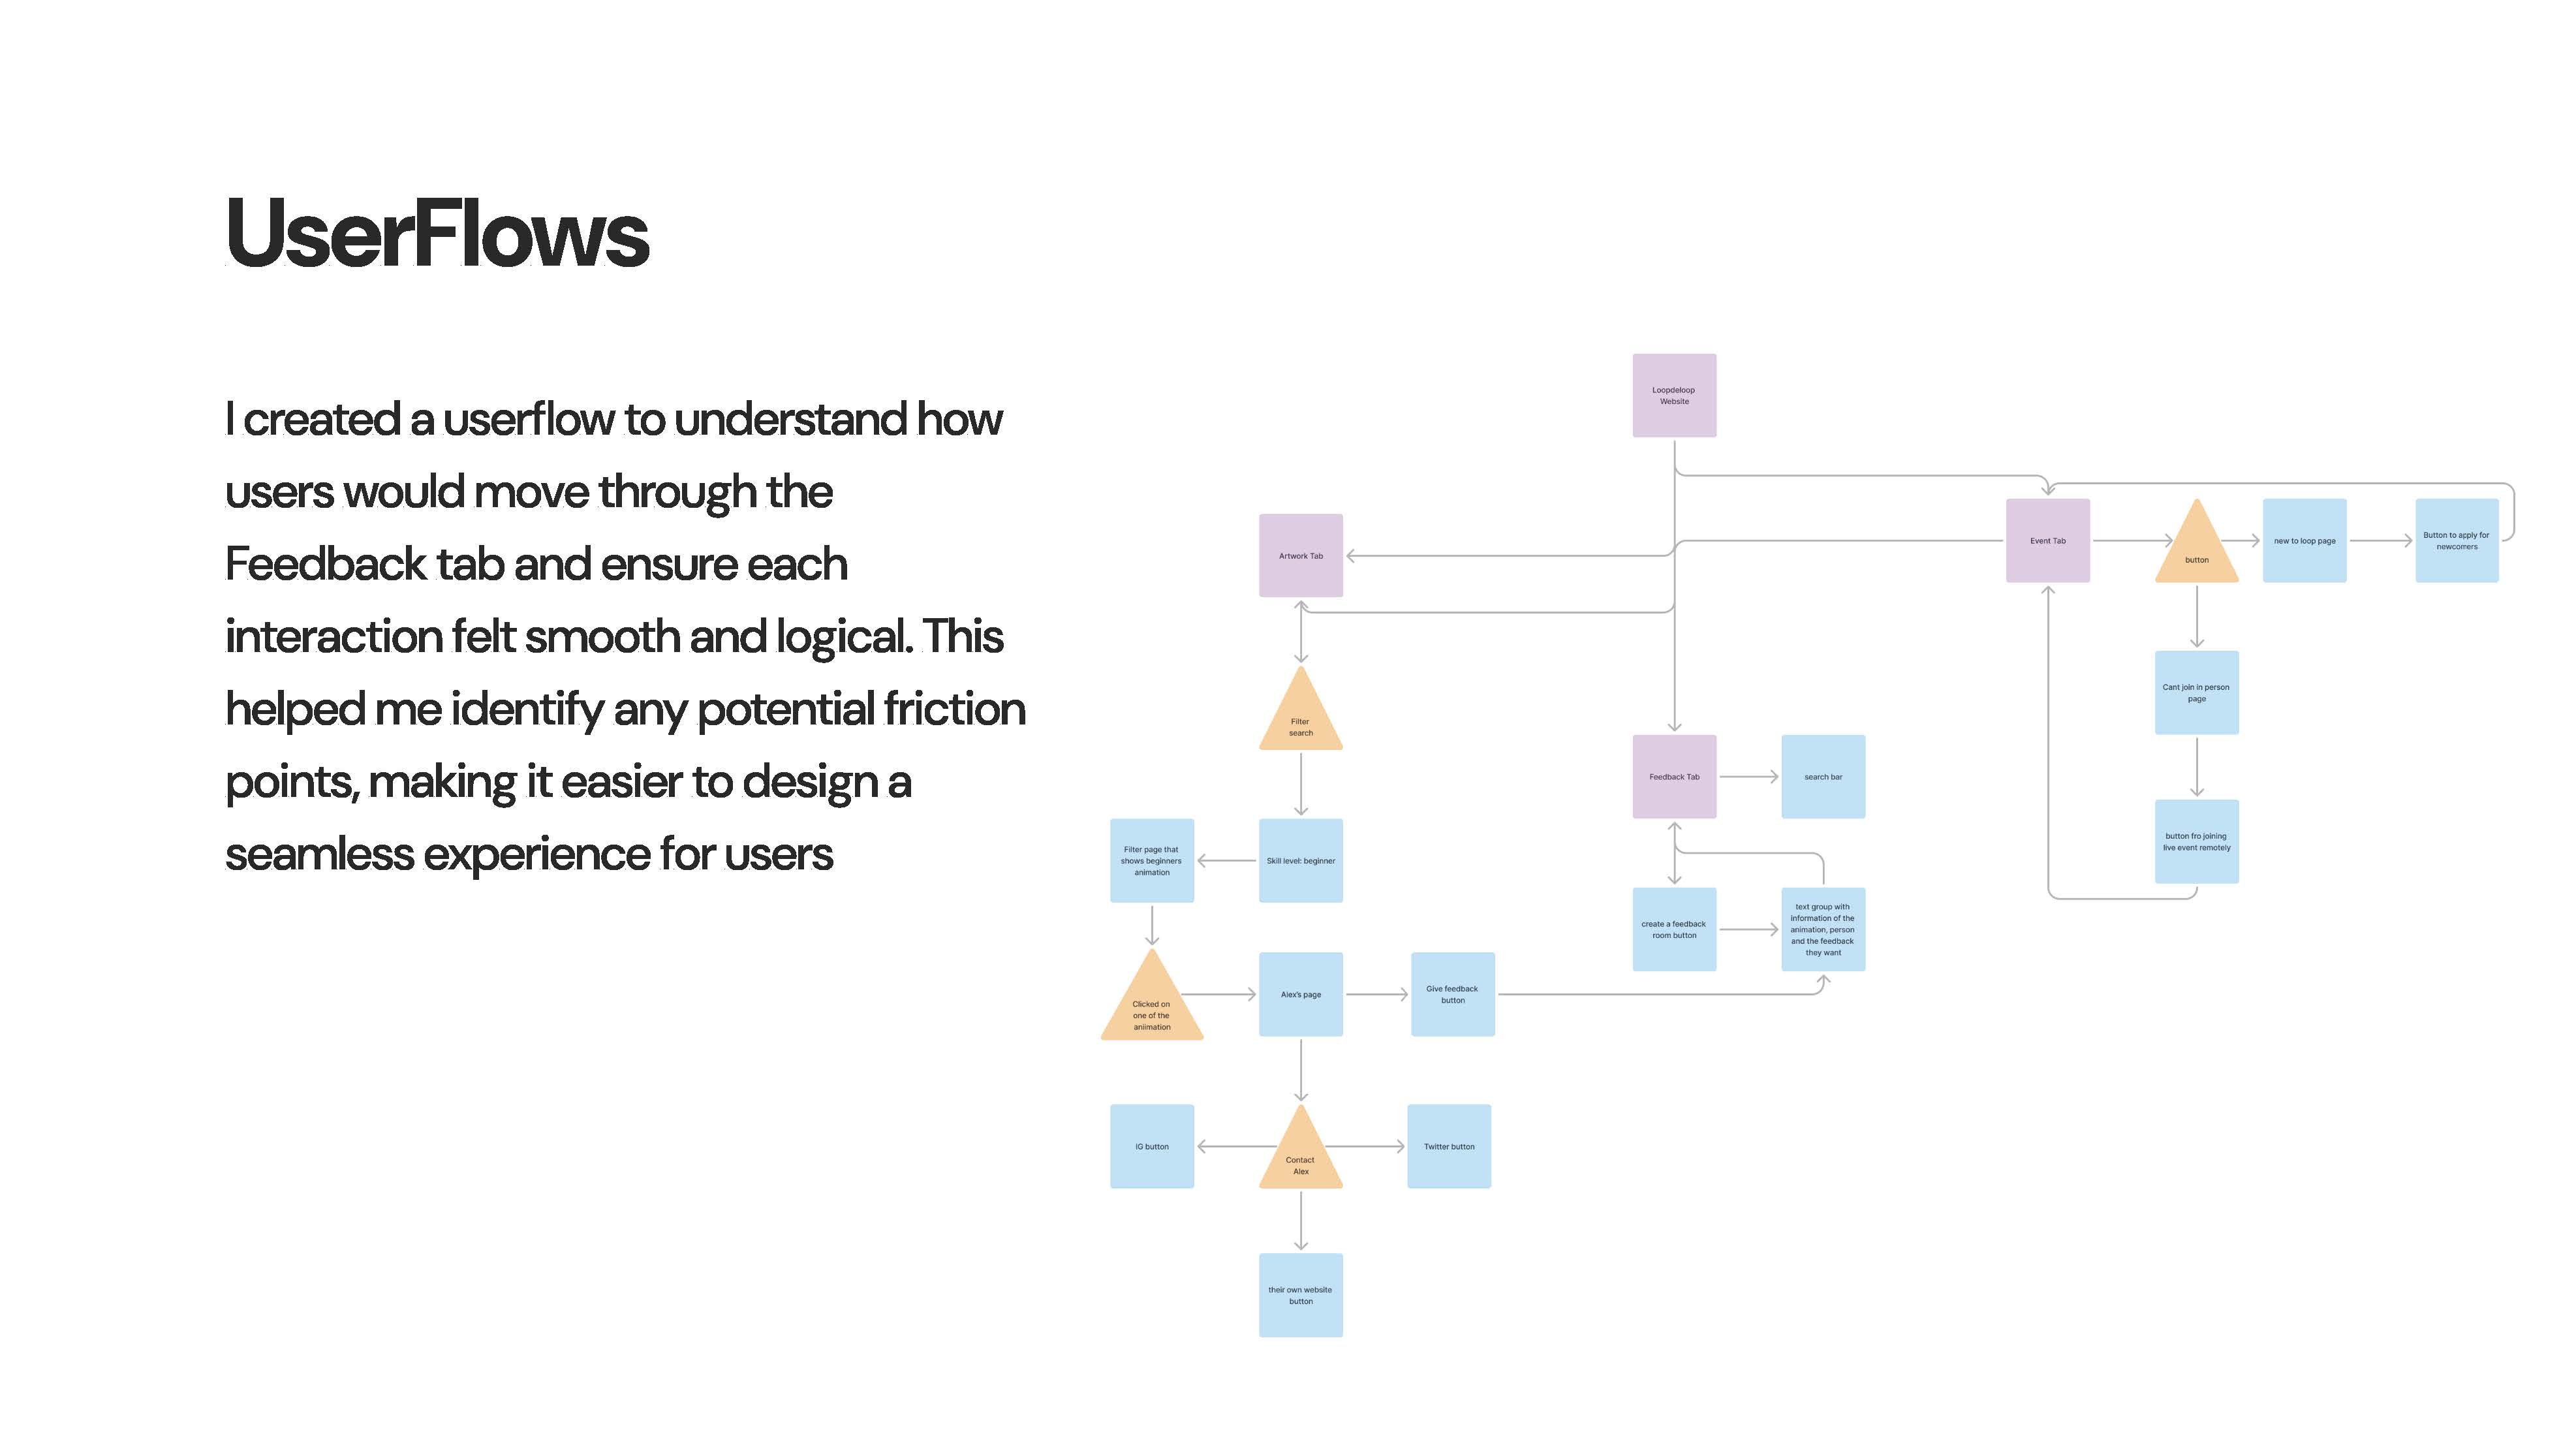 UserFlows
I created a userflow to understand how
users would move through the
Feedback tab and ensure each
interaction felt smooth and logical. This
helped me identify any potential friction
points, making it easier to design a
seamless experience for users
Loopdeloop
Website
Artwork Tab
Event Tab
button
new to loop page
Button to apply for
newcomers
Filter
search
Cant join in person
page
Feedback Tab
search bar
button fro joining
live event remotely
Filter page that
shows beginners
animation
Skill level: beginner
create a feedback
room button
text group with
information of the
animation, person
and the feedback
they want
Clicked on
one of the
aniimation
Alex's page
Give feedback
button
IG button
Contact
Alex
Twitter button
their own website
button